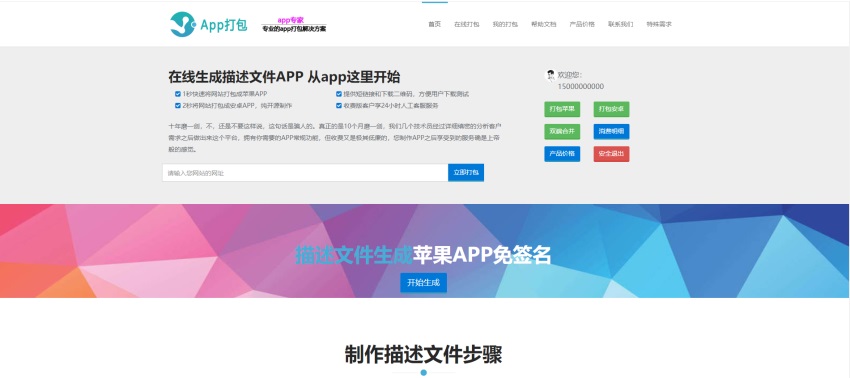 App打包
app专家
专业的app打包解决方案
首页 在线打包 我的打包 帮助文档 产品价格 联系我们 特殊需求
在线生成描述文件APP 从app这里开始
1秒快速将网站打包成苹果APP
提供短链接和下载二维码，方便用户下载测试
2秒将网站打包成安卓APP，纯开源制作
收费版客户享24小时人工客服服务
十年磨一剑，不，还是不要这样说，这句话是骗人的。真正的是10个月磨一剑，我们几个技术员经过详细缜密的分析客户
需求之后做出来这个平台，拥有你需要的APP常规功能，但收费又是极其低廉的，您制作APP之后享受到的服务确是上帝
般的感觉。
请输入您网站的网址
立即打包
欢迎您：
15000000000
打包苹果 打包安卓
双端合并 消费明细
产品价格 安全退出
描述文件生成苹果APP免签名
开始生成
制作描述文件步骤